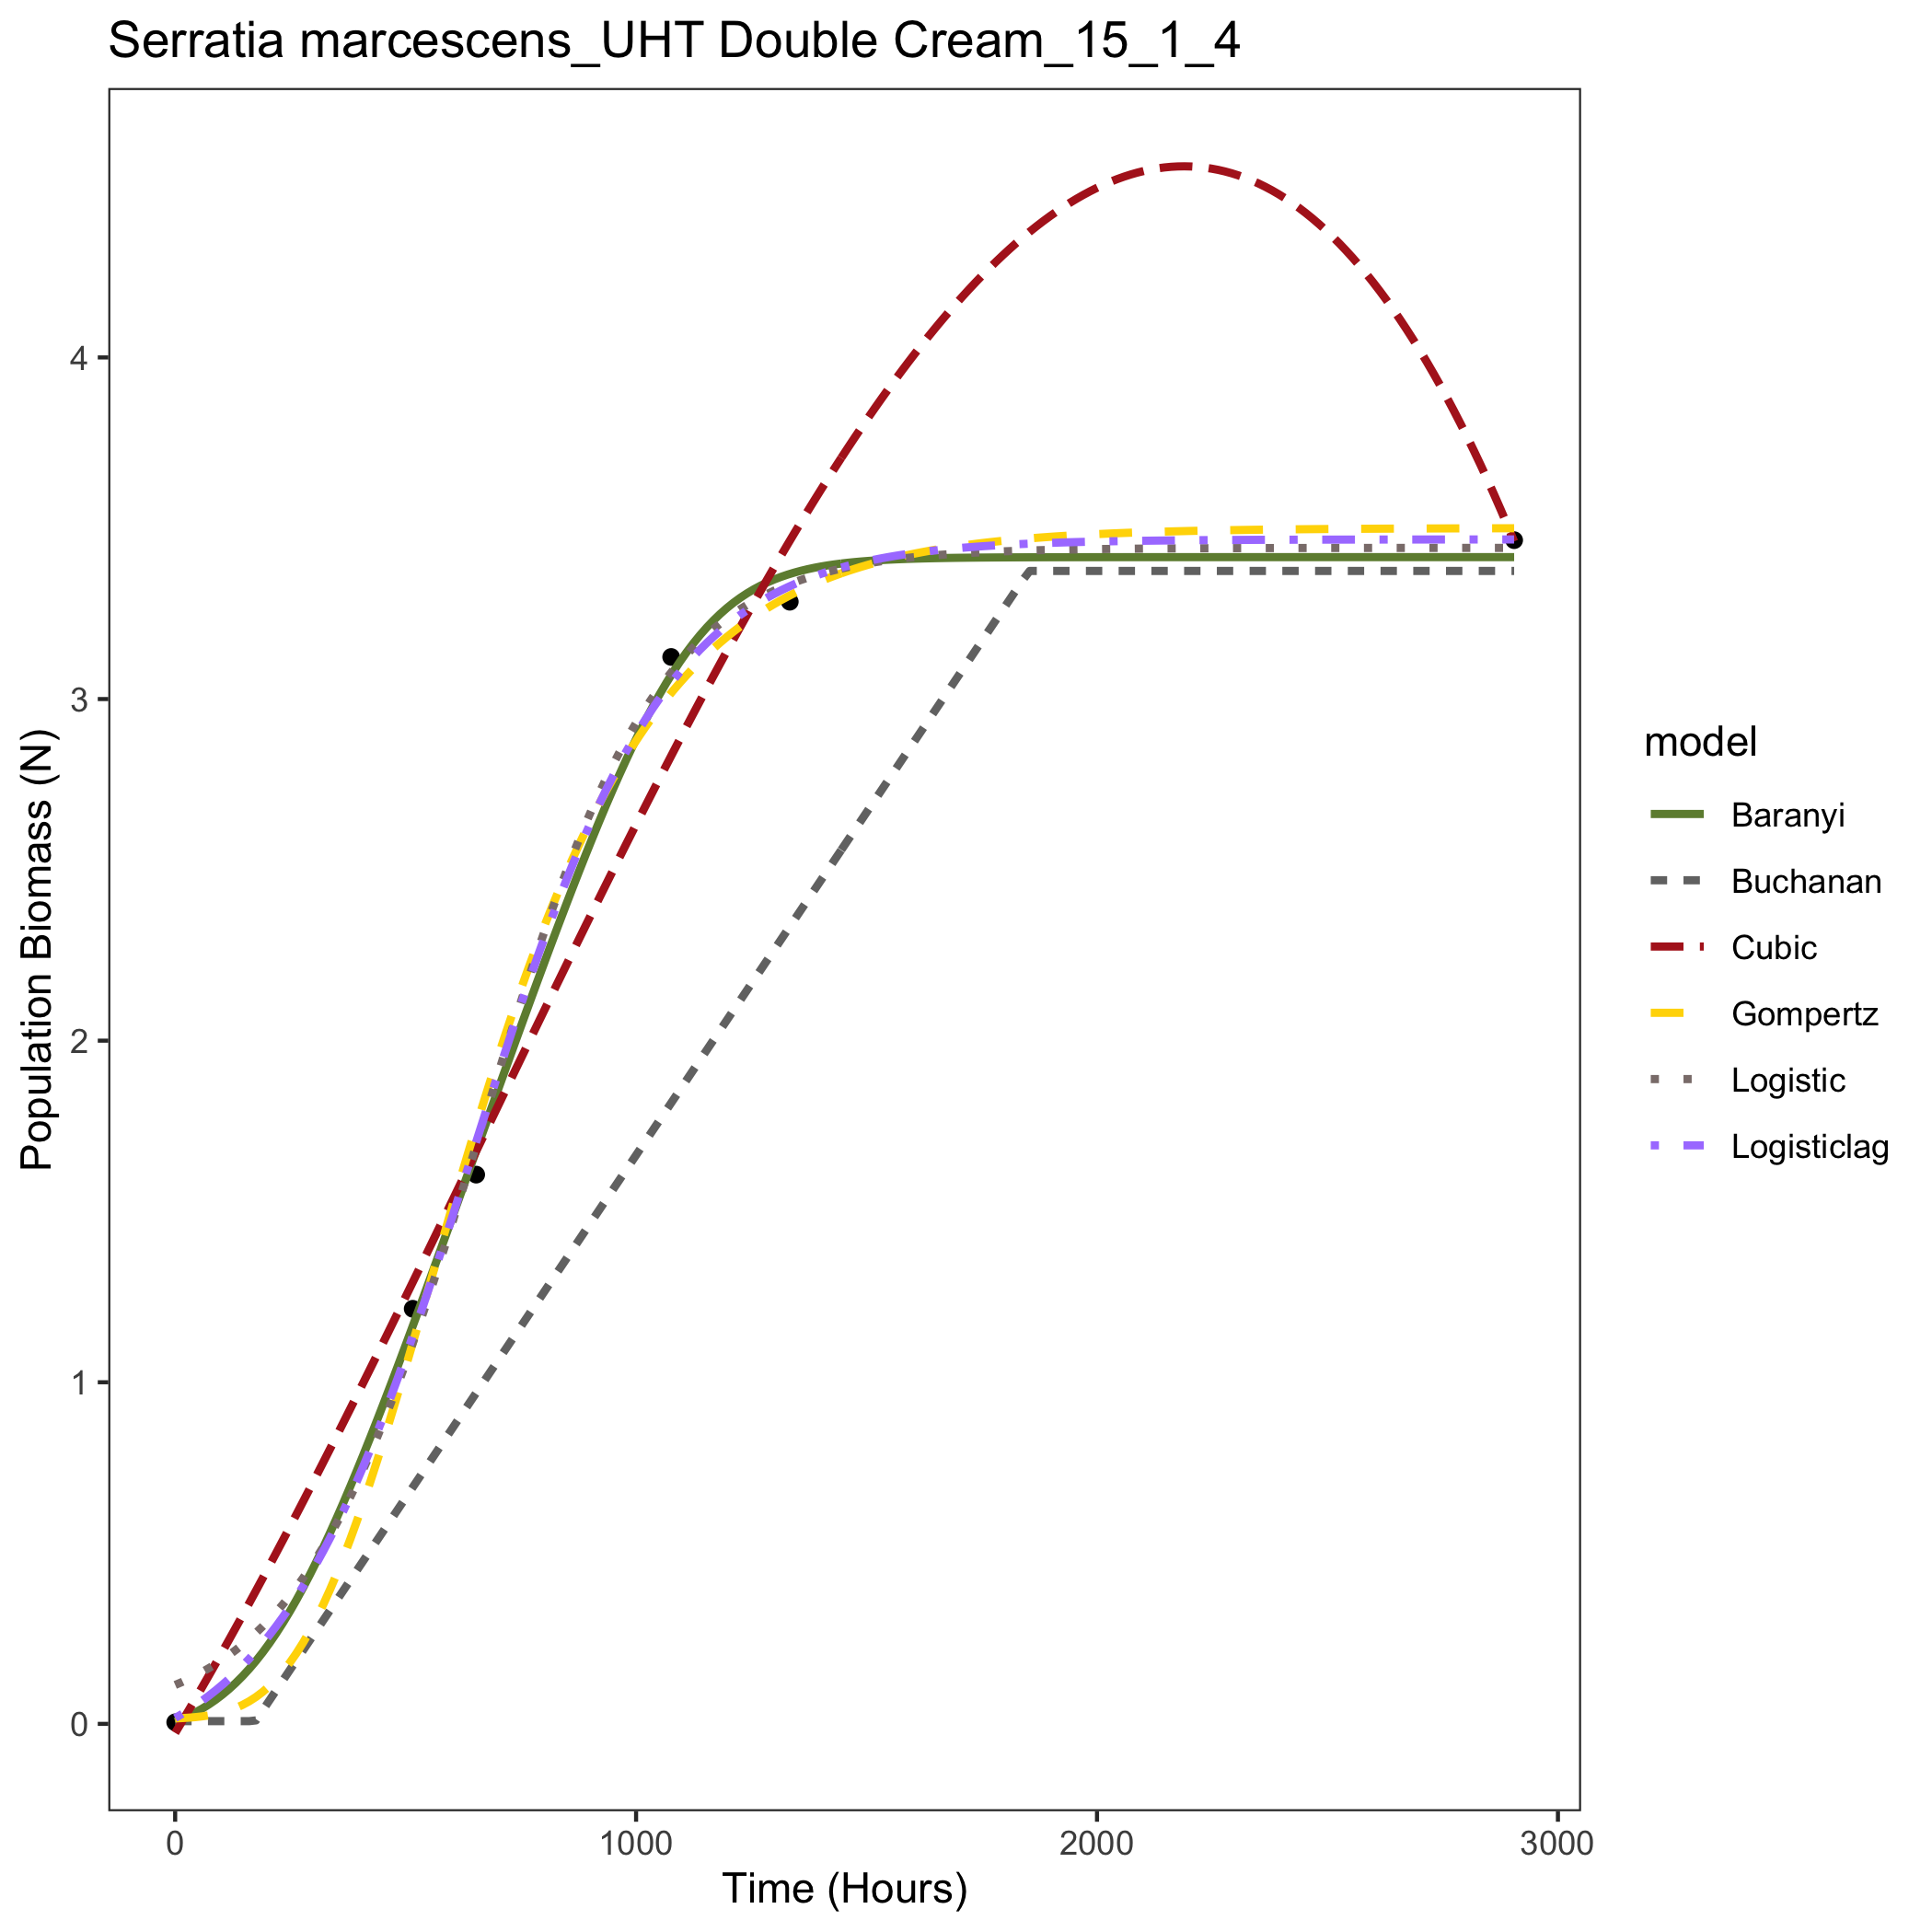 Serratia marcescens_UHT Double Cream_15_1_4
4
3
2
1
0
Population Biomass (N)
0 1000 2000 3000
Time (Hours)
model
Baranyi
Buchanan
Cubic
Gompertz
Logistic
Logisticlag